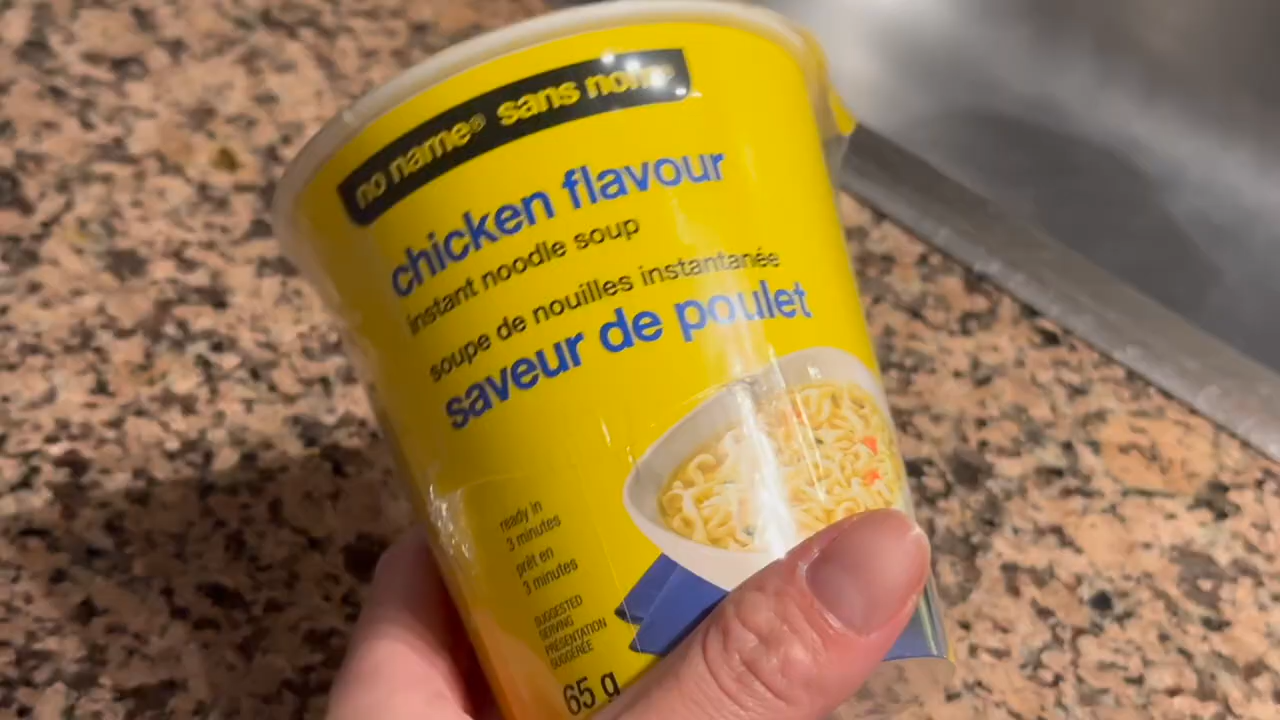 no name® sans nom
chicken flavour
instant noodle soup
soupe de nouilles instantanée
saveur de poulet
ready in
3 minutes
prêt en
3 minutes
SUGGESTED
SERVING
PRÉSENTATION
SUGGÉRÉE
65 g